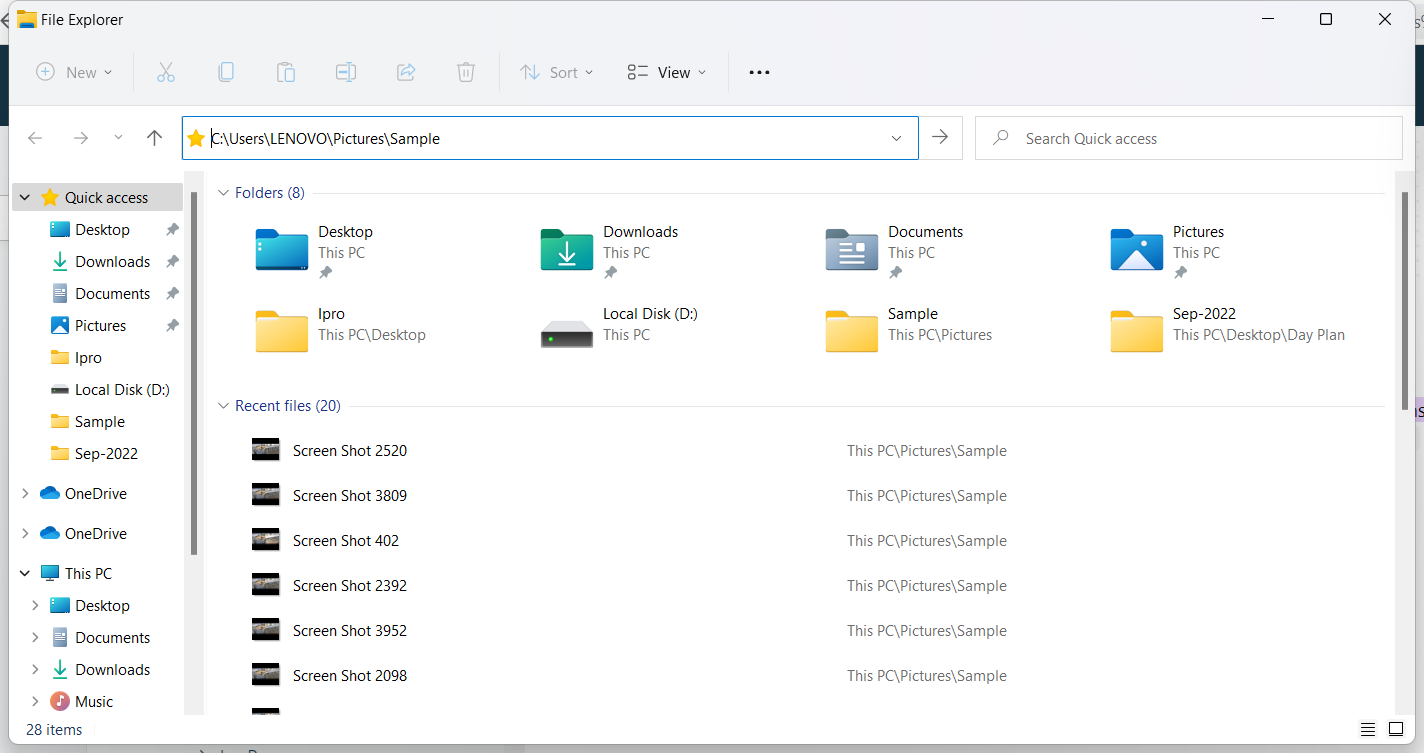 File Explorer
New
Sort
View
C:\Users\LENOVO\Pictures\Sample
Search Quick access
Quick access
Desktop
Downloads
Documents
Pictures
Ipro
Local Disk (D:)
Sample
Sep-2022
OneDrive
OneDrive
This PC
Desktop
Documents
Downloads
Music
Folders (8)
Desktop
This PC
Downloads
This PC
Documents
This PC
Pictures
This PC
Ipro
This PC\Desktop
Local Disk (D:)
This PC
Sample
This PC\Pictures
Sep-2022
This PC\Desktop\Day Plan
Recent files (20)
Screen Shot 2520 This PC\Pictures\Sample
Screen Shot 3809 This PC\Pictures\Sample
Screen Shot 402 This PC\Pictures\Sample
Screen Shot 2392 This PC\Pictures\Sample
Screen Shot 3952 This PC\Pictures\Sample
Screen Shot 2098 This PC\Pictures\Sample
28 items